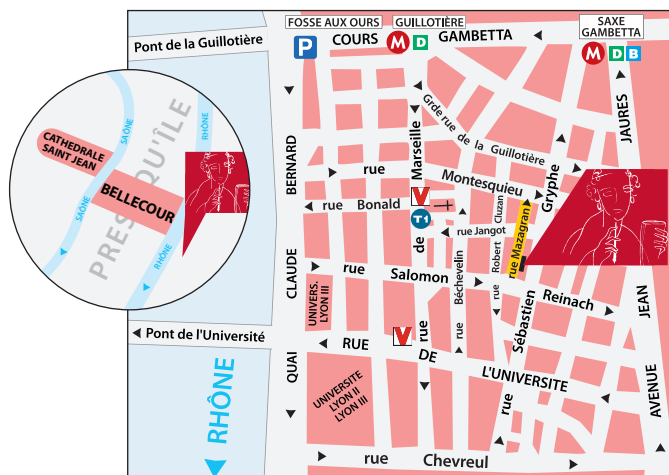 FOSSE AUX OURS
GUILLOTIÈRE
SAXE
GAMBETTA
Pont de la Guillotière
P
COURS
M
D
GAMBETTA
M
D
B
JAURES
Grde rue de la Guillotière
Marseille
BERNARD
rue
Montesquieu
Gryphe
Cluzan
rue Bonald
V
T1
rue Jangot
rue Mazagran
de
Robert
Béchevelin
CLAUDE
rue
Salomon
Reinach
JEAN
UNIVERS.
LYON III
rue
rue
rue
Sébastien
Pont de l'Université
RUE
V
DE
L'UNIVERSITE
QUAI
UNIVERSITE
LYON II
LYON III
AVENUE
RHÔNE
rue
rue
Chevreul
SAÔNE
RHÔNE
CATHEDRALE
SAINT JEAN
PRESQU'ÎLE
BELLECOUR
SAÔNE
RHÔNE